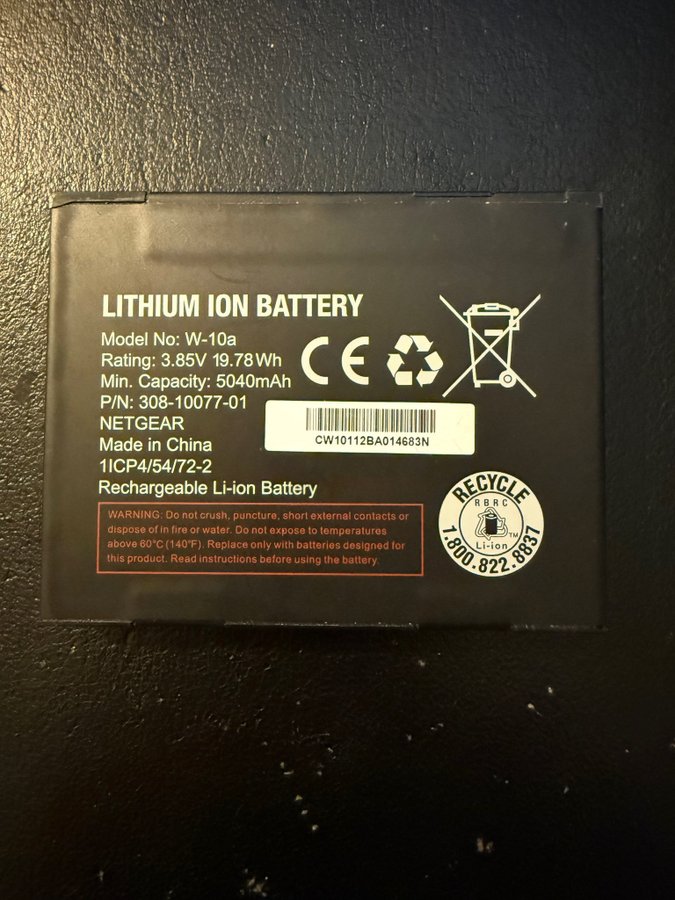 LITHIUM ION BATTERY
Model No: W-10a
Rating: 3.85V 19.78Wh
Min. Capacity: 5040mAh
P/N: 308-10077-01
NETGEAR
Made in China
1ICP4/54/72-2
Rechargeable Li-ion Battery
CE
CW10112BA014683N
WARNING: Do not crush, puncture, short external contacts or
dispose of in fire or water. Do not expose to temperatures
above 60°C (140°F). Replace only with batteries designed for
this product. Read instructions before using the battery.
RECYCLE
RBRC
Li-ion
TM
1.800.822.8837